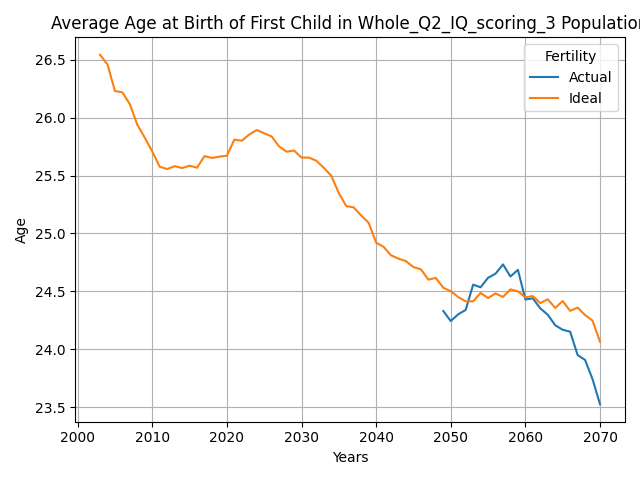 Average Age at Birth of First Child in Whole_Q2_IQ_scoring_3 Population
Fertility
Actual
Ideal
26.5
26.0
25.5
25.0
24.5
24.0
23.5
Age
2000 2010 2020 2030 2040 2050 2060 2070
Years